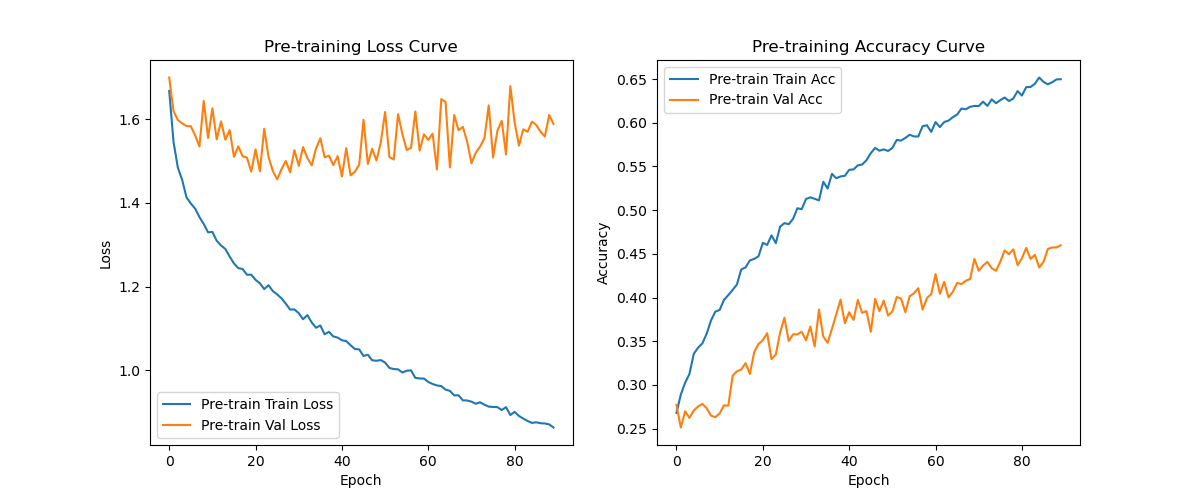 Pre-training Loss Curve
1.6
1.4
1.2
1.0
Loss
Pre-train Train Loss
Pre-train Val Loss
0
20
40
60
80
Epoch
Pre-training Accuracy Curve
Pre-train Train Acc
Pre-train Val Acc
0.65
0.60
0.55
0.50
0.45
0.40
0.35
0.30
0.25
Accuracy
0
20
40
60
80
Epoch